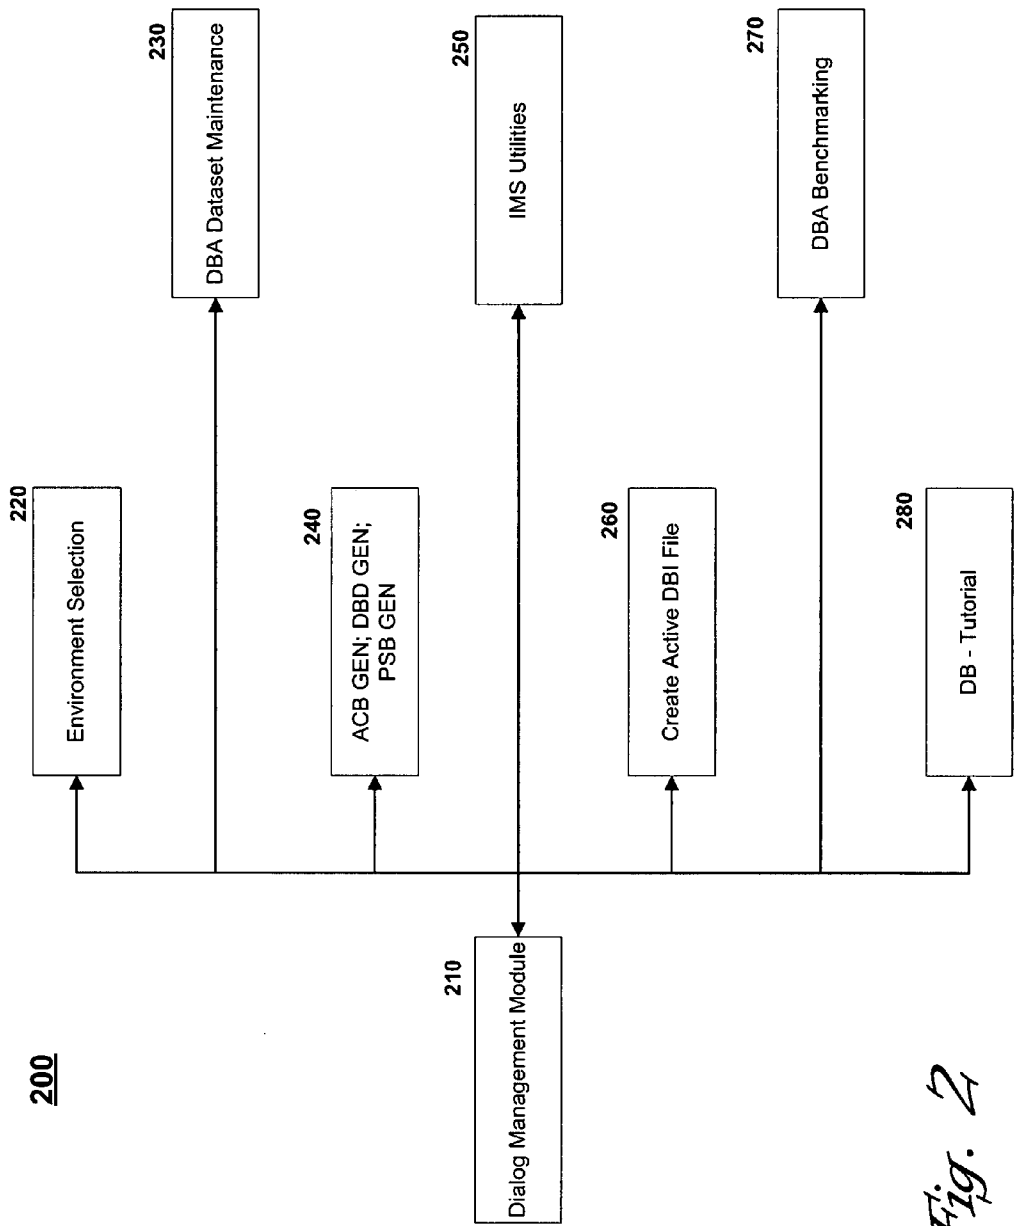 200
210
Dialog Management Module
220
Environment Selection
230
DBA Dataset Maintenance
240
ACB GEN; DBD GEN;
PSB GEN
250
IMS Utilities
260
Create Active DBI File
270
DBA Benchmarking
280
DB - Tutorial
Fig. 2